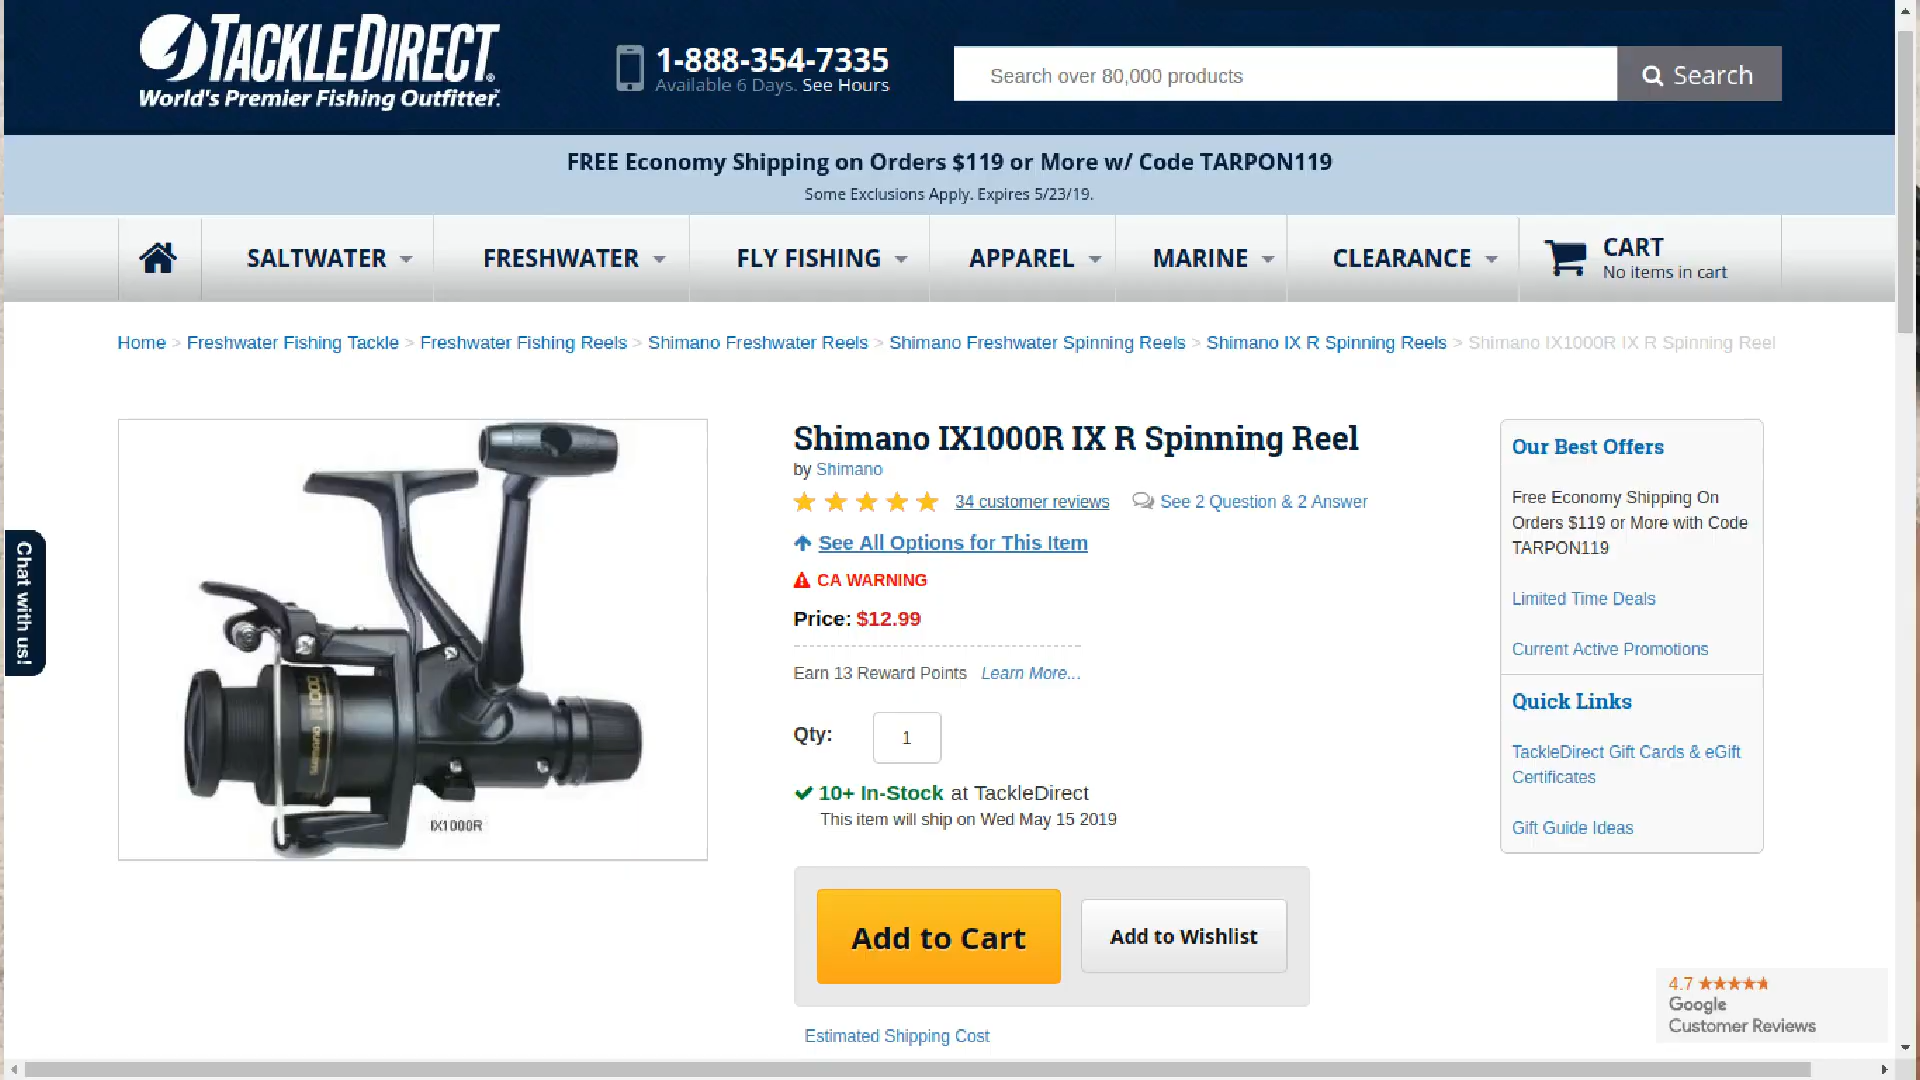 TACKLEDIRECT®
World's Premier Fishing Outfitter™
1-888-354-7335
Available 6 Days. See Hours
Search over 80,000 products
Search
FREE Economy Shipping on Orders $119 or More w/ Code TARPON119
Some Exclusions Apply. Expires 5/23/19.
SALTWATER
FRESHWATER
FLY FISHING
APPAREL
MARINE
CLEARANCE
CART
No items in cart
Home > Freshwater Fishing Tackle > Freshwater Fishing Reels > Shimano Freshwater Reels > Shimano Freshwater Spinning Reels > Shimano IX R Spinning Reels > Shimano IX1000R IX R Spinning Reel
Chat with us!
IX1000R
Shimano IX1000R IX R Spinning Reel
by Shimano
34 customer reviews See 2 Question & 2 Answer
See All Options for This Item
CA WARNING
Price: $12.99
Earn 13 Reward Points Learn More...
Qty: 1
10+ In-Stock at TackleDirect
This item will ship on Wed May 15 2019
Add to Cart
Add to Wishlist
Estimated Shipping Cost
Our Best Offers
Free Economy Shipping On
Orders $119 or More with Code
TARPON119
Limited Time Deals
Current Active Promotions
Quick Links
TackleDirect Gift Cards & eGift
Certificates
Gift Guide Ideas
4.7
Google
Customer Reviews